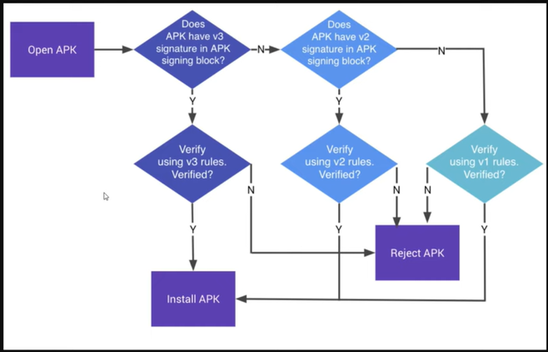 Open APK
Does
APK have v3
signature in APK
signing block?
N
Does
APK have v2
signature in APK
signing block?
N
Y
Y
Verify
using v3 rules.
Verified?
Verify
using v2 rules.
Verified?
Verify
using v1 rules.
Verified?
N
N
N
Y
Y
Y
Reject APK
Install APK